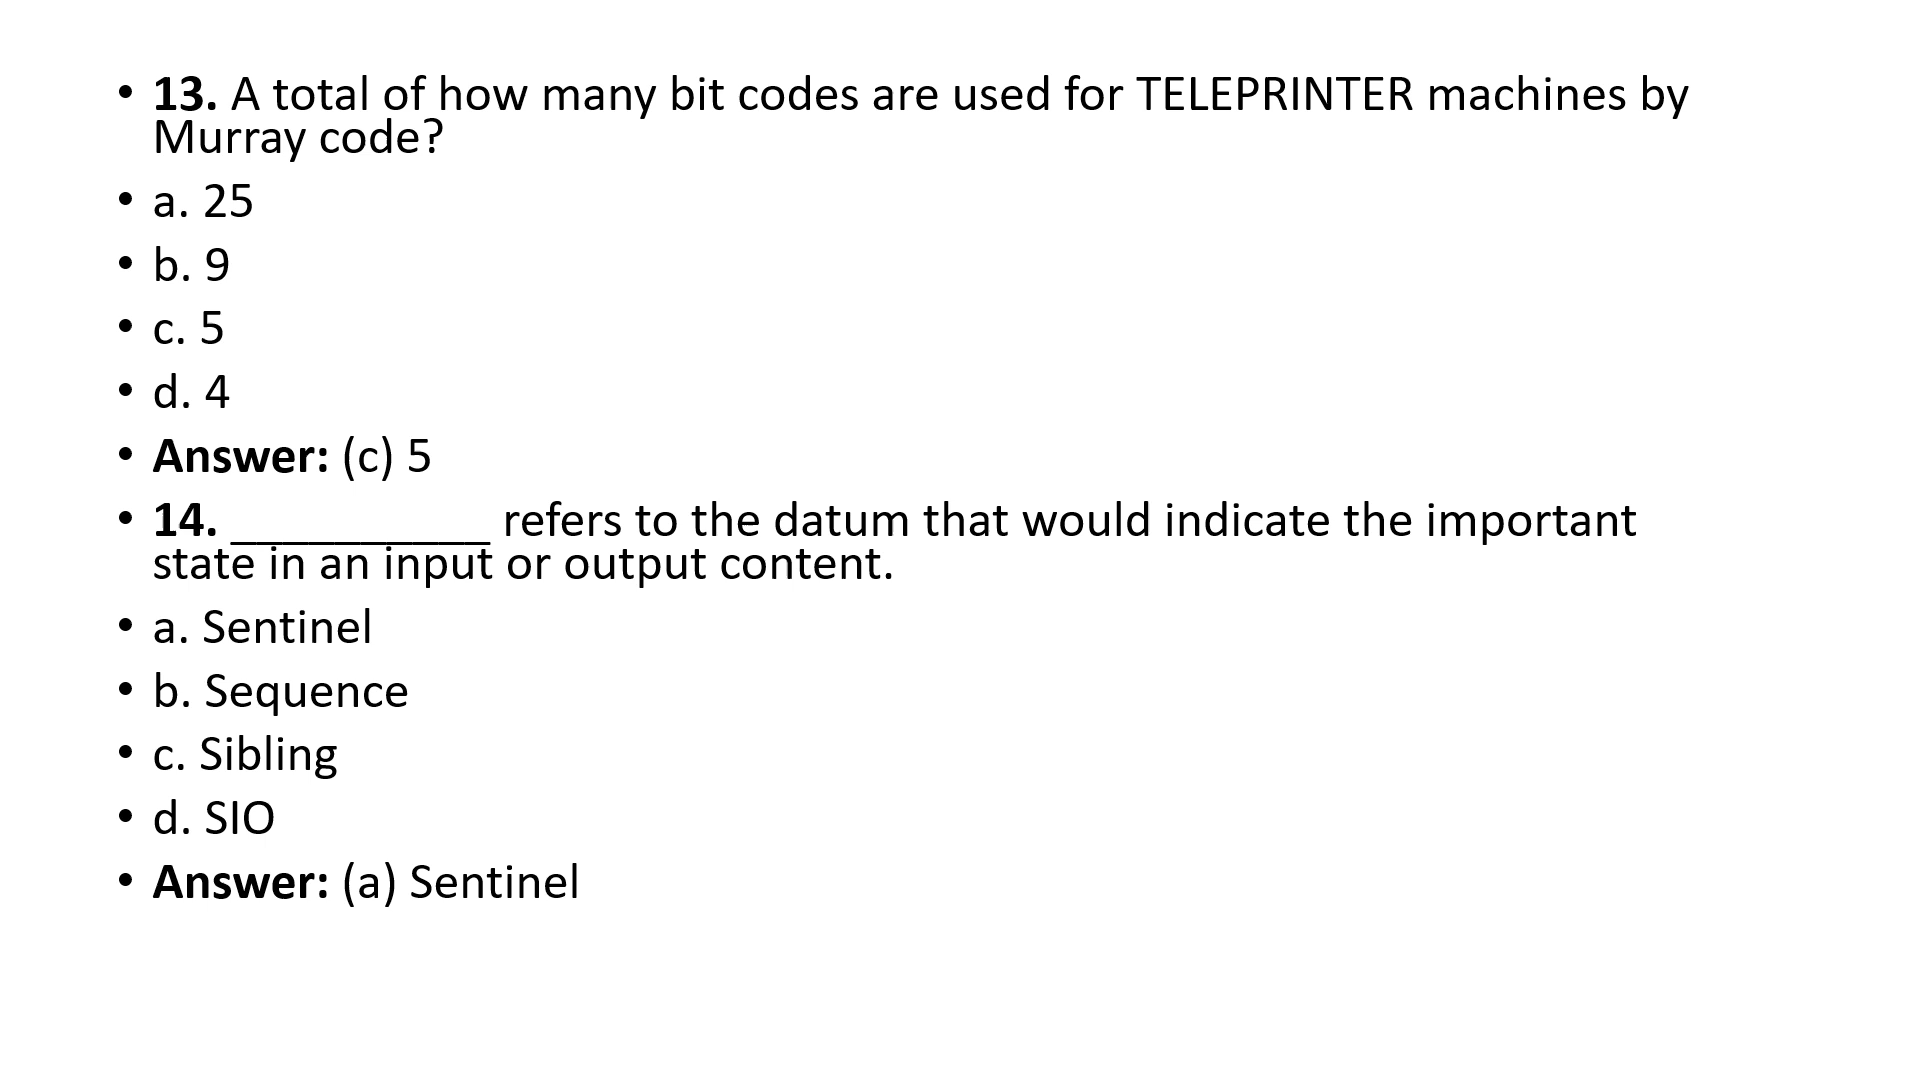 • 13. A total of how many bit codes are used for TELEPRINTER machines by
Murray code?
• a. 25
• b. 9
• c. 5
• d. 4
• Answer: (c) 5
• 14. __________ refers to the datum that would indicate the important
state in an input or output content.
• a. Sentinel
• b. Sequence
• c. Sibling
• d. SIO
• Answer: (a) Sentinel